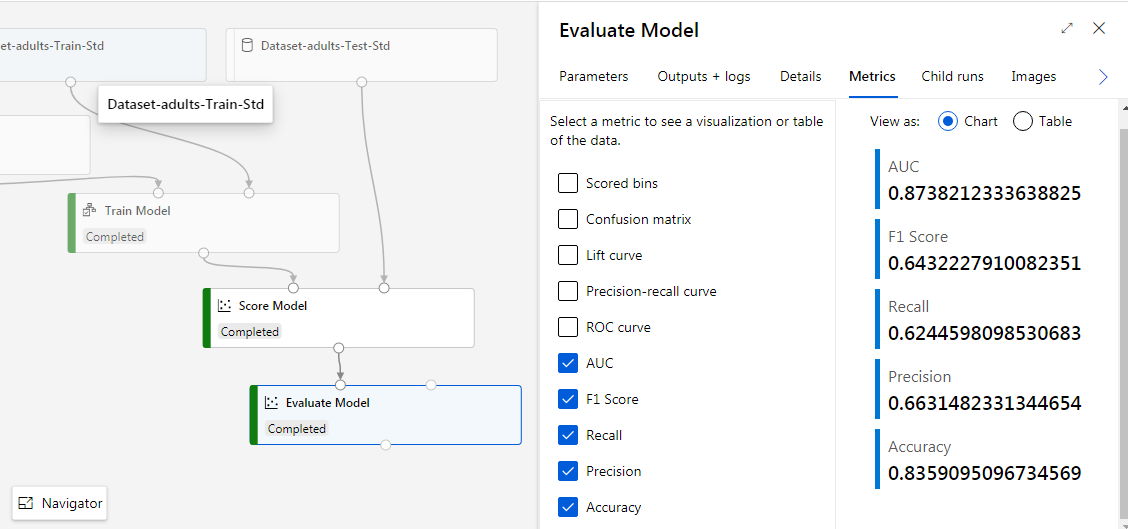 et-adults-Train-Std
Dataset-adults-Test-Std
Dataset-adults-Train-Std
Train Model
Completed
Score Model
Completed
Evaluate Model
Completed
Navigator
Evaluate Model
Parameters Outputs + logs Details Metrics Child runs Images
Select a metric to see a visualization or table
of the data.
Scored bins
Confusion matrix
Lift curve
Precision-recall curve
ROC curve
AUC
F1 Score
Recall
Precision
Accuracy
View as: Chart Table
AUC
0.8738212333638825
F1 Score
0.6432227910082351
Recall
0.6244598098530683
Precision
0.6631482331344654
Accuracy
0.8359095096734569